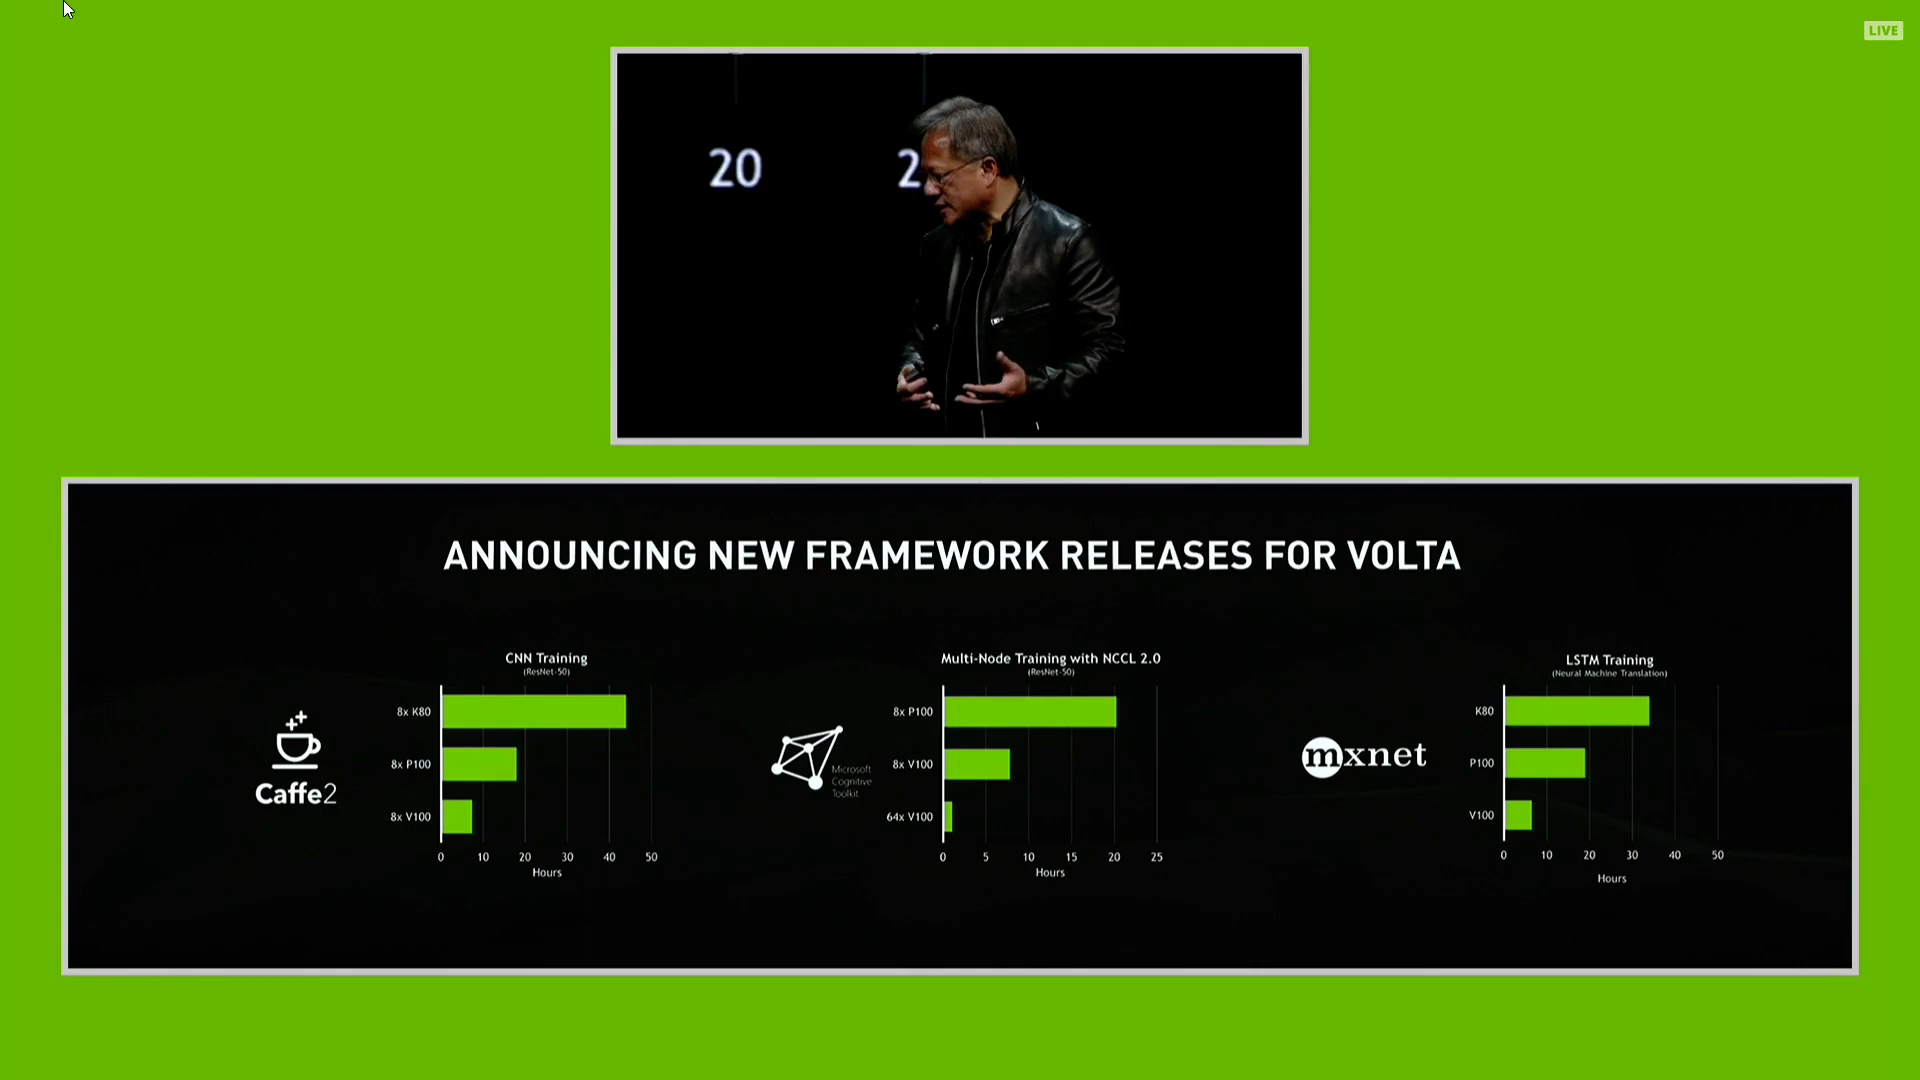 LIVE
20
2
ANNOUNCING NEW FRAMEWORK RELEASES FOR VOLTA
Caffe2
CNN Training
(ResNet-50)
8x K80
8x P100
8x V100
0 10 20 30 40 50
Hours
Microsoft
Cognitive
Toolkit
Multi-Node Training with NCCL 2.0
(ResNet-50)
8x P100
8x V100
64x V100
0 5 10 15 20 25
Hours
mxnet
LSTM Training
(Neural Machine Translation)
K80
P100
V100
0 10 20 30 40 50
Hours